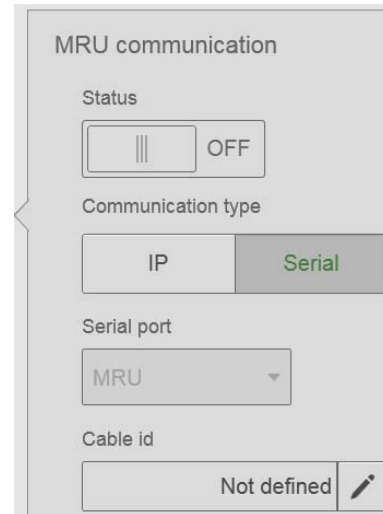 MRU communication
Status
OFF
Communication type
IP Serial
Serial port
MRU
Cable id
Not defined